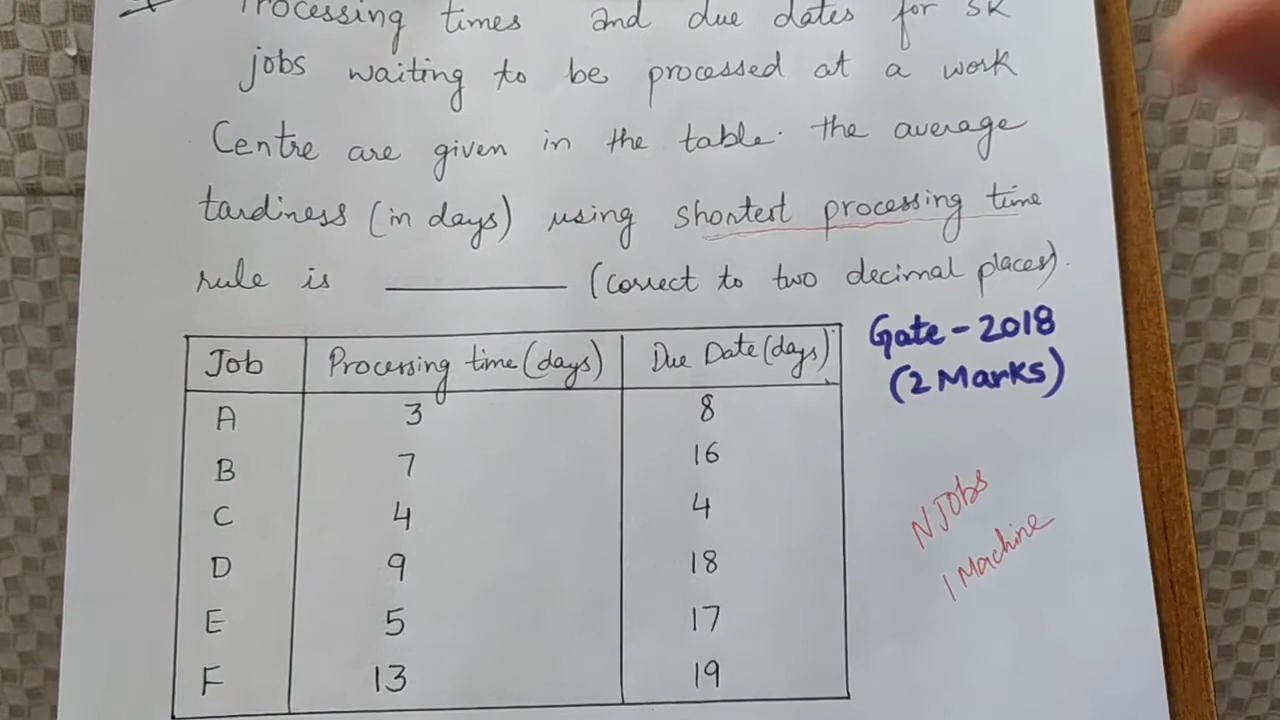 Processing times and due dates for six
jobs waiting to be processed at a work
Centre are given in the table. the average
tardiness (in days) using shortest processing time
rule is ________ (correct to two decimal places).
Gate - 2018
(2 Marks)
Job Processing time (days) Due Date (days)
A 3 8
B 7 16
C 4 4
D 9 18
E 5 17
F 13 19
N Jobs
1 Machine